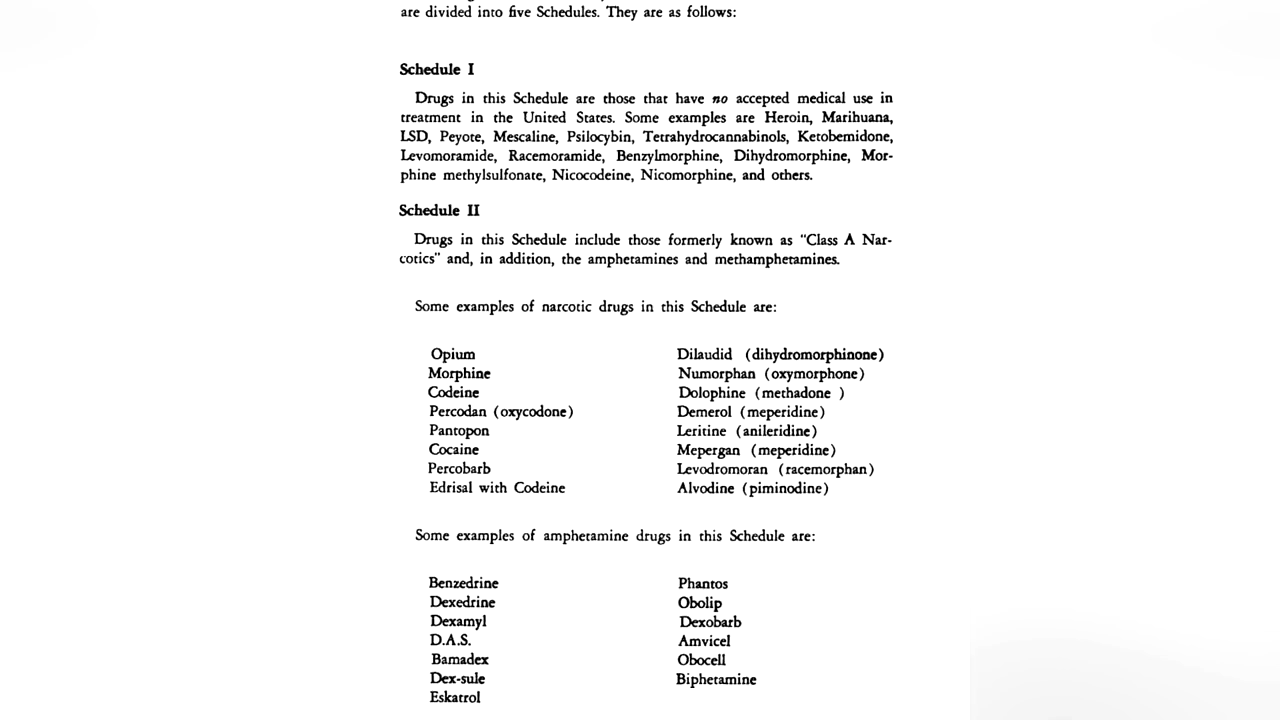 are divided into five Schedules. They are as follows:
Schedule I
Drugs in this Schedule are those that have no accepted medical use in
treatment in the United States. Some examples are Heroin, Marihuana,
LSD, Peyote, Mescaline, Psilocybin, Tetrahydrocannabinols, Ketobemidone,
Levomoramide, Racemoramide, Benzylmorphine, Dihydromorphine, Mor-
phine methylsulfonate, Nicocodeine, Nicomorphine, and others.
Schedule II
Drugs in this Schedule include those formerly known as "Class A Nar-
cotics" and, in addition, the amphetamines and methamphetamines.
Some examples of narcotic drugs in this Schedule are:
Opium
Morphine
Codeine
Percodan (oxycodone)
Pantopon
Cocaine
Percobarb
Edrisal with Codeine
Dilaudid (dihydromorphinone)
Numorphan (oxymorphone)
Dolophine (methadone )
Demerol (meperidine)
Leritine (anileridine)
Mepergan (meperidine)
Levodromoran (racemorphan)
Alvodine (piminodine)
Some examples of amphetamine drugs in this Schedule are:
Benzedrine
Dexedrine
Dexamyl
D.A.S.
Bamadex
Dex-sule
Eskatrol
Phantos
Obolip
Dexobarb
Amvicel
Obocell
Biphetamine